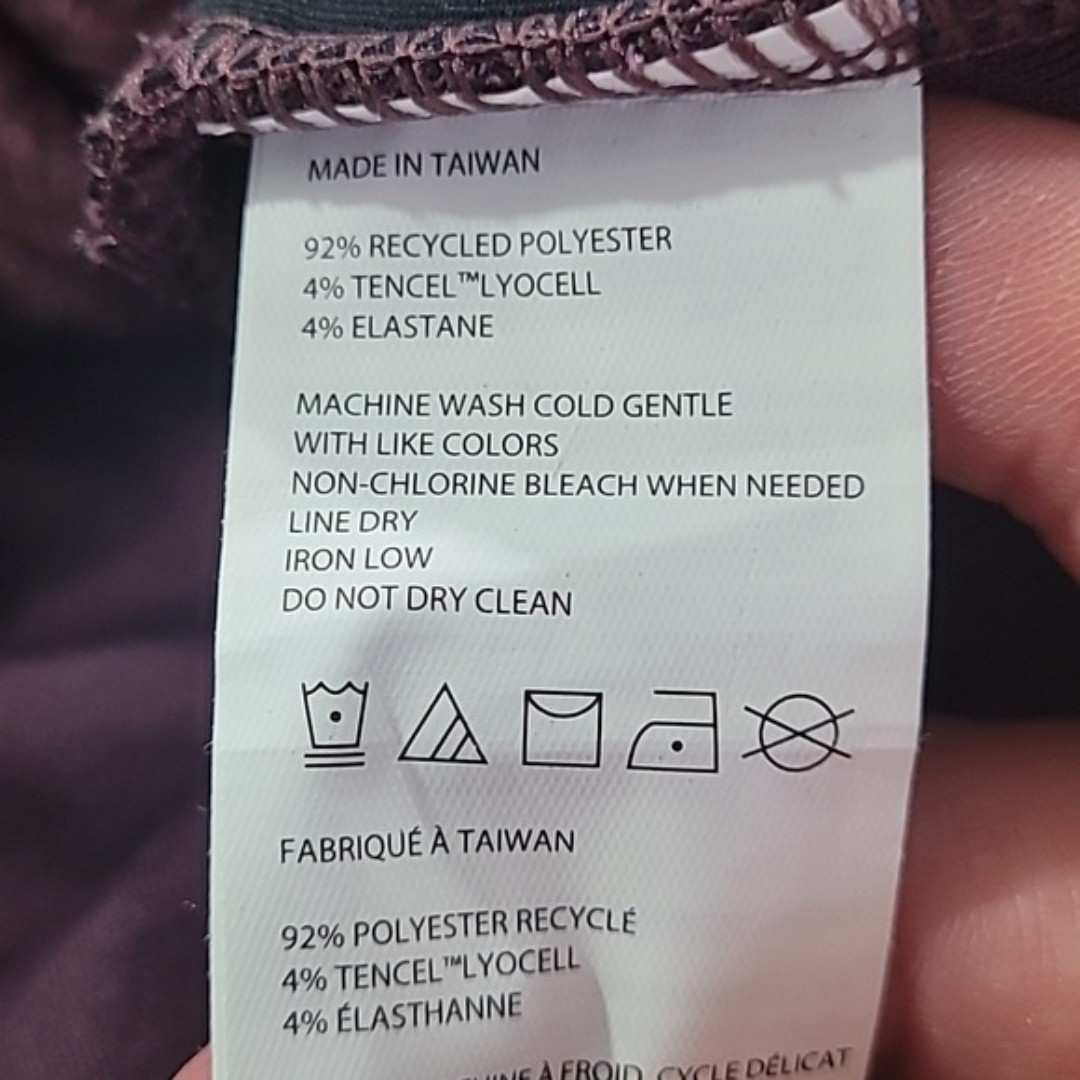 MADE IN TAIWAN
92% RECYCLED POLYESTER
4% TENCEL™LYOCELL
4% ELASTANE
MACHINE WASH COLD GENTLE
WITH LIKE COLORS
NON-CHLORINE BLEACH WHEN NEEDED
LINE DRY
IRON LOW
DO NOT DRY CLEAN
FABRIQUÉ À TAIWAN
92% POLYESTER RECYCLÉ
4% TENCEL™LYOCELL
4% ÉLASTHANNE
À FROID, CYCLE DÉLICAT